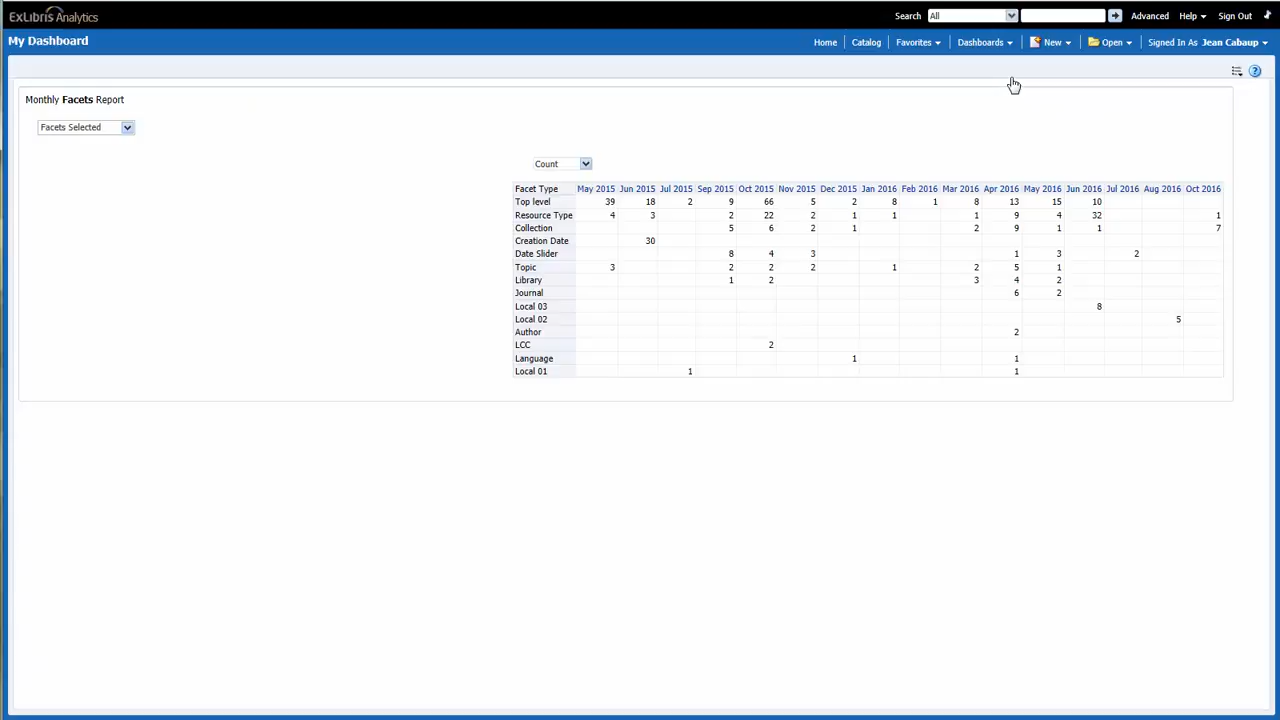 ExLibris Analytics Search All Advanced Help Sign Out
My Dashboard Home Catalog Favorites Dashboards New Open Signed In As Jean Cabaup
Monthly Facets Report
Facets Selected
Count
Facet Type May 2015 Jun 2015 Jul 2015 Sep 2015 Oct 2015 Nov 2015 Dec 2015 Jan 2016 Feb 2016 Mar 2016 Apr 2016 May 2016 Jun 2016 Jul 2016 Aug 2016 Oct 2016
Top level 39 18 2 9 66 5 2 8 1 8 13 15 10
Resource Type 4 3 2 22 2 1 1 1 9 4 32 1
Collection 5 6 2 1 2 9 1 1 7
Creation Date 30
Date Slider 8 4 3 1 3 2
Topic 3 2 2 2 1 2 5 1
Library 1 2 3 4 2
Journal 6 2
Local 03 8
Local 02 5
Author 2
LCC 2
Language 1 1
Local 01 1 1